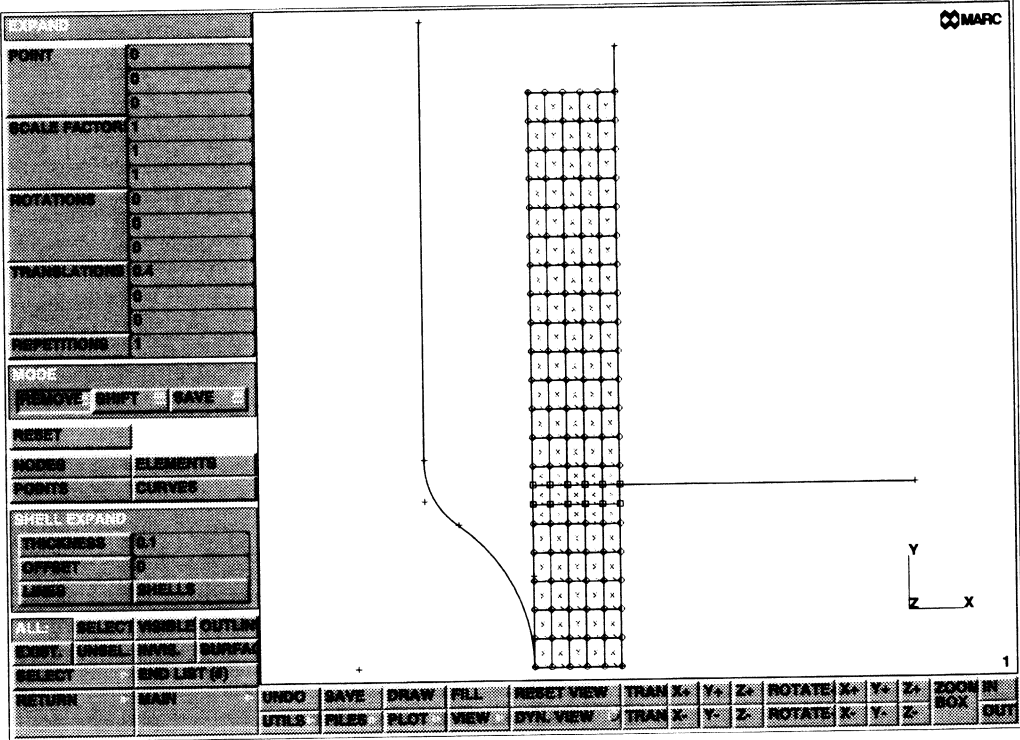 EXPAND
MARC
POINT 0
0
0
SCALE FACTOR 1
1
1
ROTATIONS 0
0
0
TRANSLATIONS 0.4
0
0
REPETITIONS 1
MODE
REMOVE SHIFT SAVE
RESET
NODES ELEMENTS
POINTS CURVES
SHELL EXPAND
THICKNESS 0.1
OFFSET 0
LINES SHELLS
Y
Z X
1
ALL: SELECT VISIBLE OUTLIN
EXIST. UNSEL. INVIS. SURFAC
SELECT END LIST (#)
RETURN MAIN
UNDO SAVE DRAW FILL RESET VIEW TRAN X+ Y+ Z+ ROTATE X+ Y+ Z+ ZOOM IN
UTILS FILES PLOT VIEW DYN. VIEW TRAN X- Y- Z- ROTATE X- Y- Z- BOX OUT